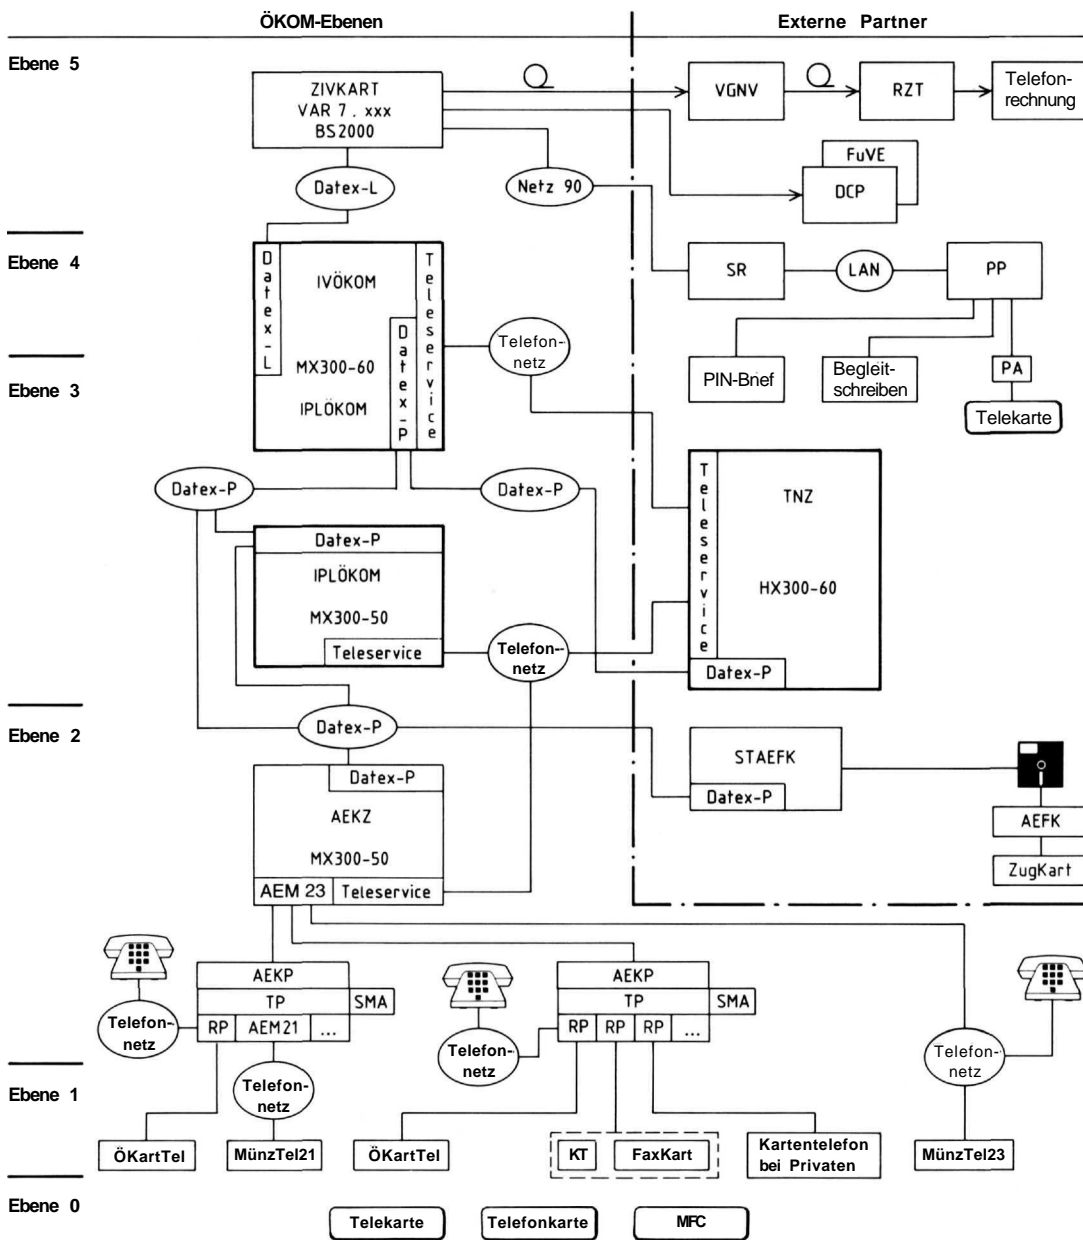 ÖKOM-Ebenen
Externe Partner
Ebene 5
ZIVKART
VAR 7. xxx
BS2000
VGNV
RZT
Telefon-
rechnung
FuVE
DCP
Datex-L
Netz 90
Ebene 4
Datex-L
IVÖKOM
Teleservice
Datex-P
MX300-60
IPLÖKOM
Telefon-
netz
SR
LAN
PP
Ebene 3
PIN-Bnief
Begleit-
schreiben
PA
Telekarte
Datex-P
Datex-P
Teleservice
TNZ
HX300-60
Datex-P
Datex-P
IPLÖKOM
MX300-50
Teleservice
Telefon-
netz
Ebene 2
Datex-P
STAEFK
Datex-P
Datex-P
AEKZ
MX300-50
AEM 23
Teleservice
AEFK
ZugKart
AEKP
TP
SMA
RP
AEM21
...
Telefon-
netz
AEKP
TP
SMA
RP
RP
RP
...
Telefon-
netz
Telefon-
netz
Ebene 1
Telefon-
netz
ÖKartTel
MünzTel21
ÖKartTel
KT
FaxKart
Kartentelefon
bei Privaten
MünzTel23
Ebene 0
Telekarte
Telefonkarte
MFC